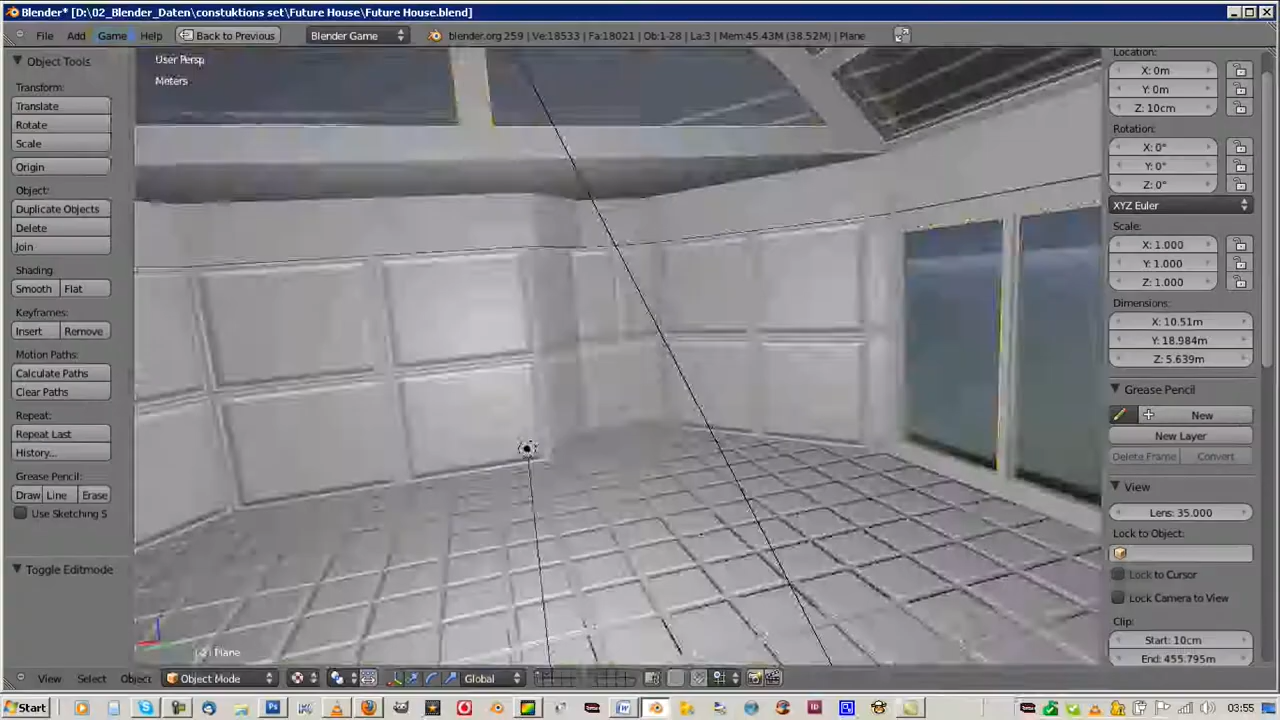 Blender* [D:\02_Blender_Daten\constuktions set\Future House\Future House.blend]
File Add Game Help Back to Previous Blender Game blender.org 259 | Ve:18533 | Fa:18021 | Ob:1-28 | La:3 | Mem:45.43M (38.52M) | Plane
Object Tools
Transform:
Translate
Rotate
Scale
Origin
Object:
Duplicate Objects
Delete
Join
Shading
Smooth Flat
Keyframes:
Insert Remove
Motion Paths:
Calculate Paths
Clear Paths
Repeat:
Repeat Last
History...
Grease Pencil:
Draw Line Erase
Use Sketching S
Toggle Editmode
User Persp
Meters
Plane
Location:
X: 0m
Y: 0m
Z: 10cm
Rotation:
X: 0°
Y: 0°
Z: 0°
XYZ Euler
Scale:
X: 1.000
Y: 1.000
Z: 1.000
Dimensions:
X: 10.51m
Y: 18.984m
Z: 5.639m
Grease Pencil
New
New Layer
Delete Frame Convert
View
Lens: 35.000
Lock to Object:
Lock to Cursor
Lock Camera to View
Clip:
Start: 10cm
End: 455.795m
View Select Object Object Mode Global
Start 03:55